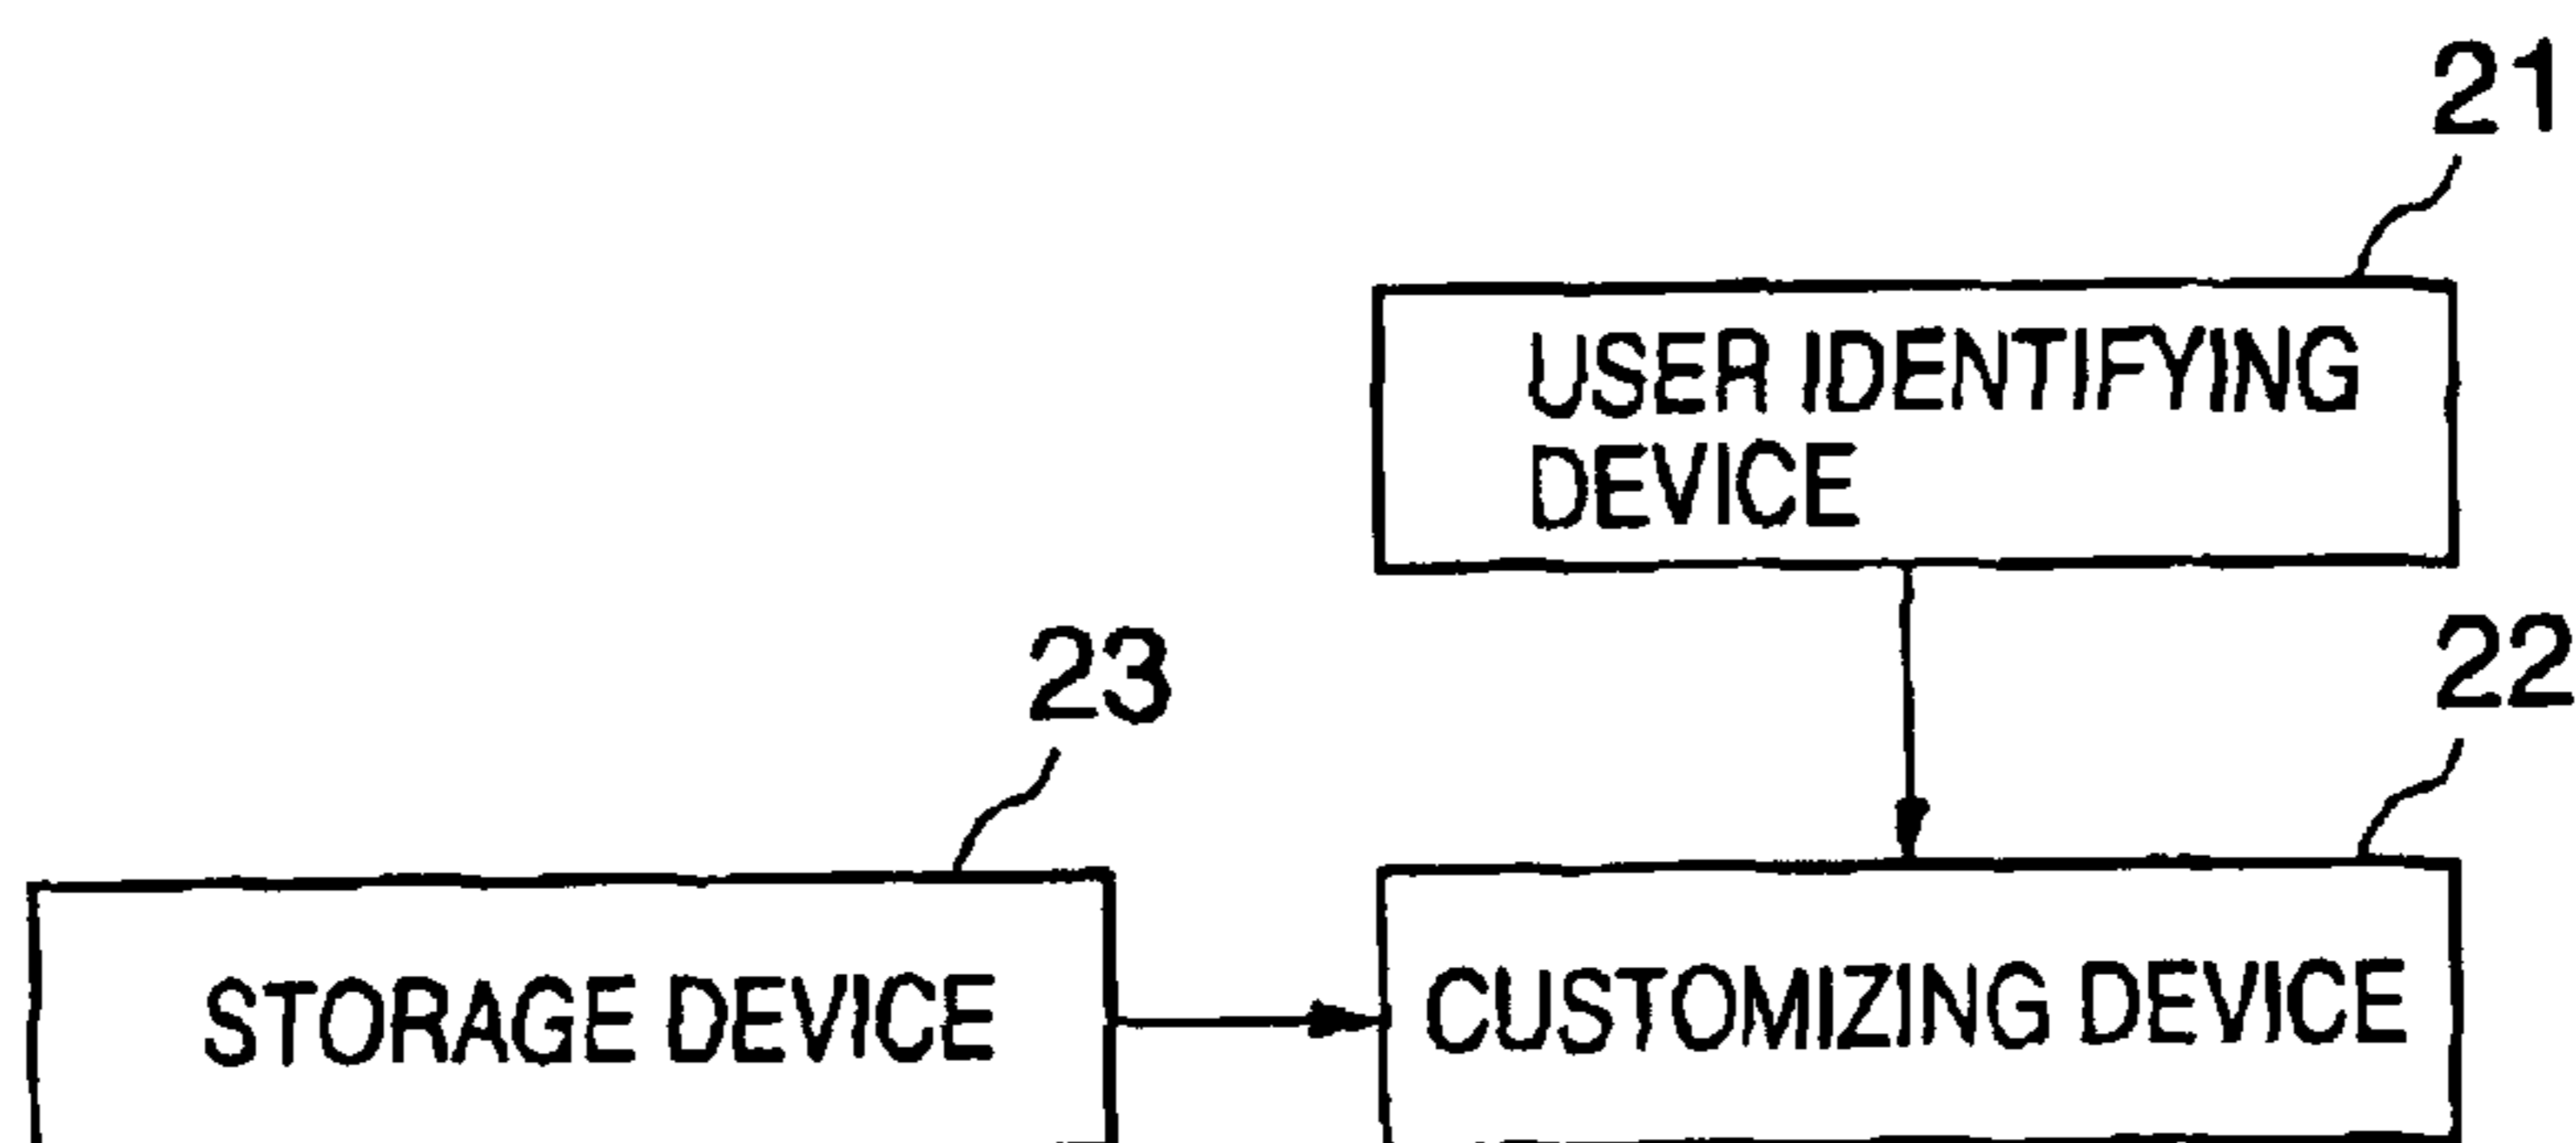 21
USER IDENTIFYING
DEVICE
23
22
STORAGE DEVICE
CUSTOMIZING DEVICE